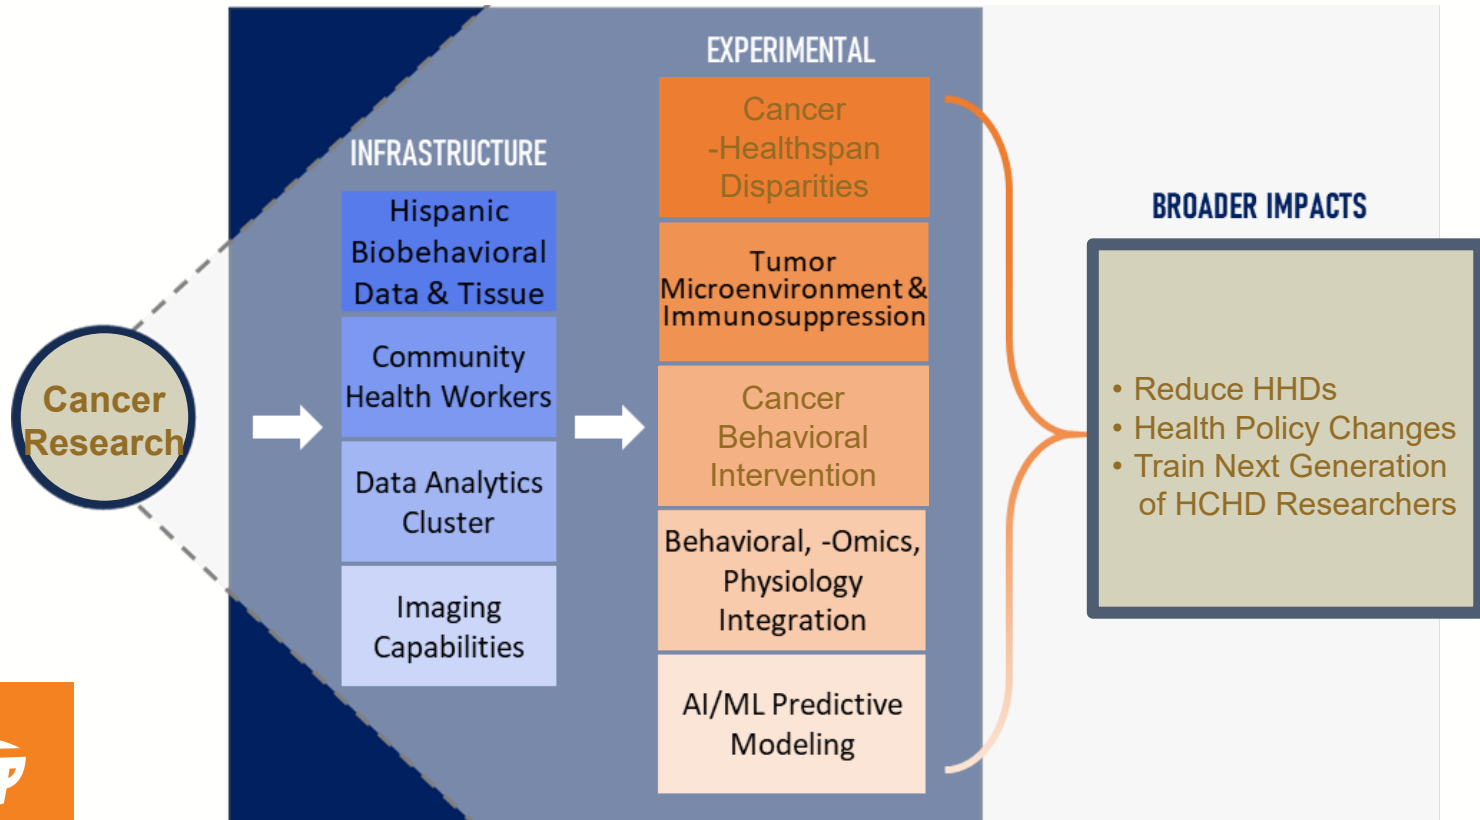 Cancer
Research
INFRASTRUCTURE
Hispanic
Biobehavioral
Data & Tissue
Community
Health Workers
Data Analytics
Cluster
Imaging
Capabilities
EXPERIMENTAL
Cancer
-Healthspan
Disparities
Tumor
Microenvironment &
Immunosuppression
Cancer
Behavioral
Intervention
Behavioral, -Omics,
Physiology
Integration
AI/ML Predictive
Modeling
BROADER IMPACTS
• Reduce HHDs
• Health Policy Changes
• Train Next Generation
of HCHD Researchers